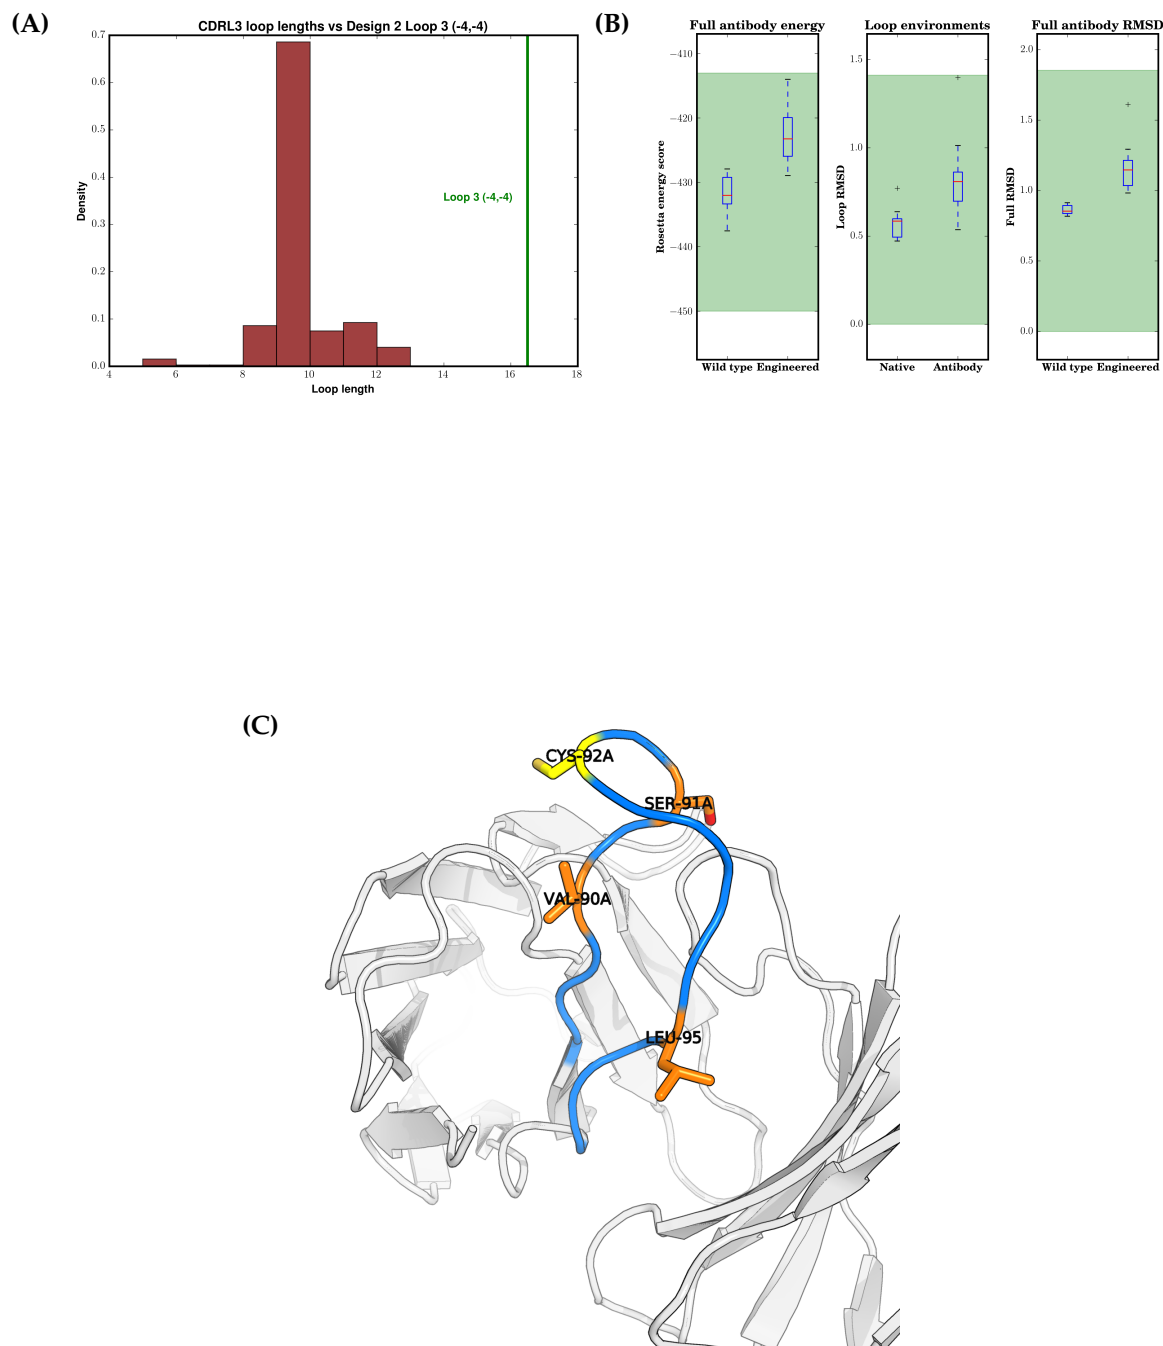 (A)
CDRL3 loop lengths vs Design 2 Loop 3 (-4,-4)
0.7
0.6
0.5
0.4
0.3
0.2
0.1
0.0
Density
Loop 3 (-4,-4)
4 6 8 10 12 14 16 18
Loop length
(B)
Full antibody energy
−410
−420
−430
−440
−450
Rosetta energy score
Wild type Engineered
Loop environments
1.5
1.0
0.5
0.0
Loop RMSD
Native Antibody
Full antibody RMSD
2.0
1.5
1.0
0.5
0.0
Full RMSD
Wild type Engineered
(C)
CYS-92A
SER-91A
VAL-90A
LEU-95